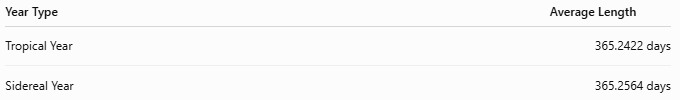 Year Type Average Length
Tropical Year 365.2422 days
Sidereal Year 365.2564 days